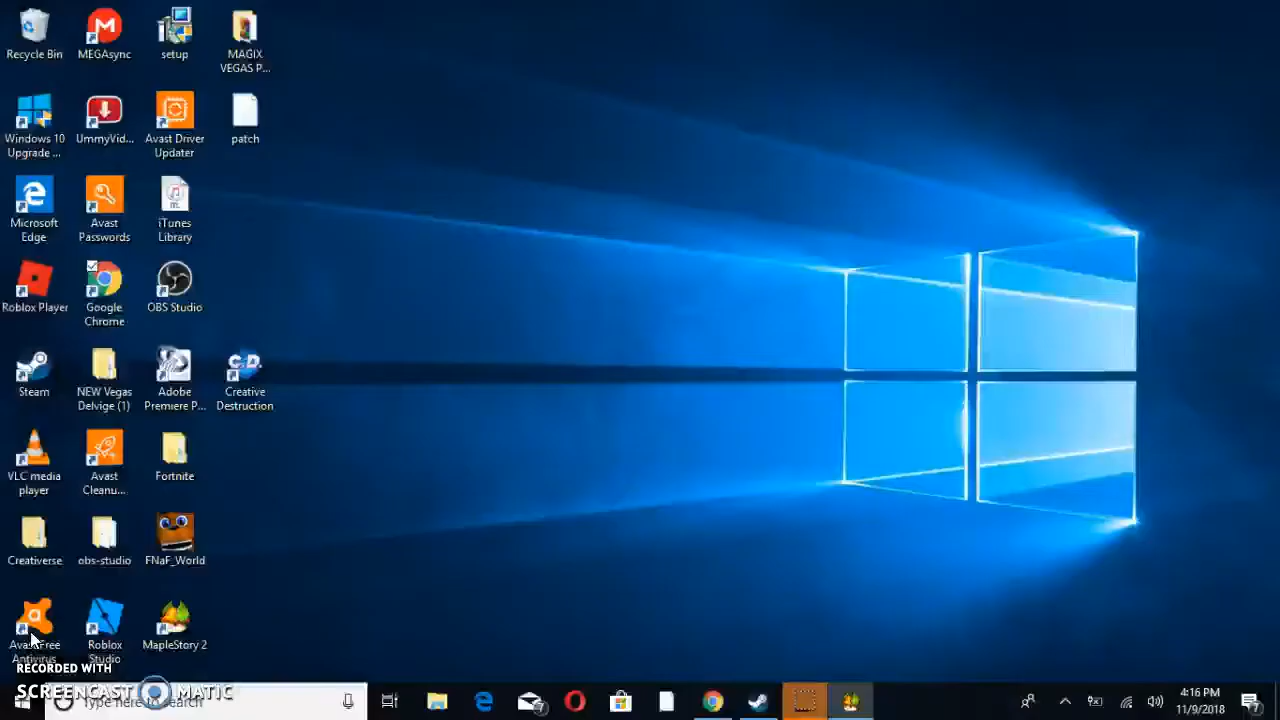 Recycle Bin
MEGAsync
setup
MAGIX
VEGAS P...
Windows 10
Upgrade ...
UmmyVid...
Avast Driver
Updater
patch
Microsoft
Edge
Avast
Passwords
iTunes
Library
Roblox Player
Google
Chrome
OBS Studio
Steam
NEW Vegas
Delvige (1)
Adobe
Premiere P...
Creative
Destruction
VLC media
player
Avast
Cleanu...
Fortnite
Creativerse
obs-studio
FNaF_World
Avast Free
Antivirus
Roblox
Studio
MapleStory 2
RECORDED WITH
SCREENCAST MATIC
Type here to search
4:16 PM
11/9/2018